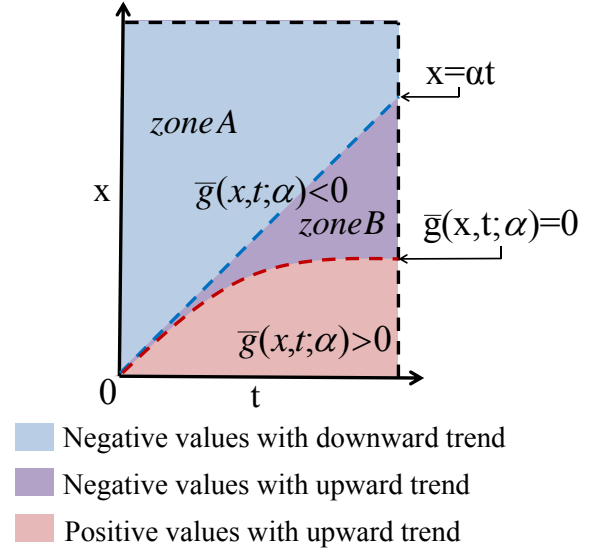 x=αt
zone A
x
g̅(x,t;α)<0
zone B
g̅(x,t;α)=0
g̅(x,t;α)>0
0
t
Negative values with downward trend
Negative values with upward trend
Positive values with upward trend